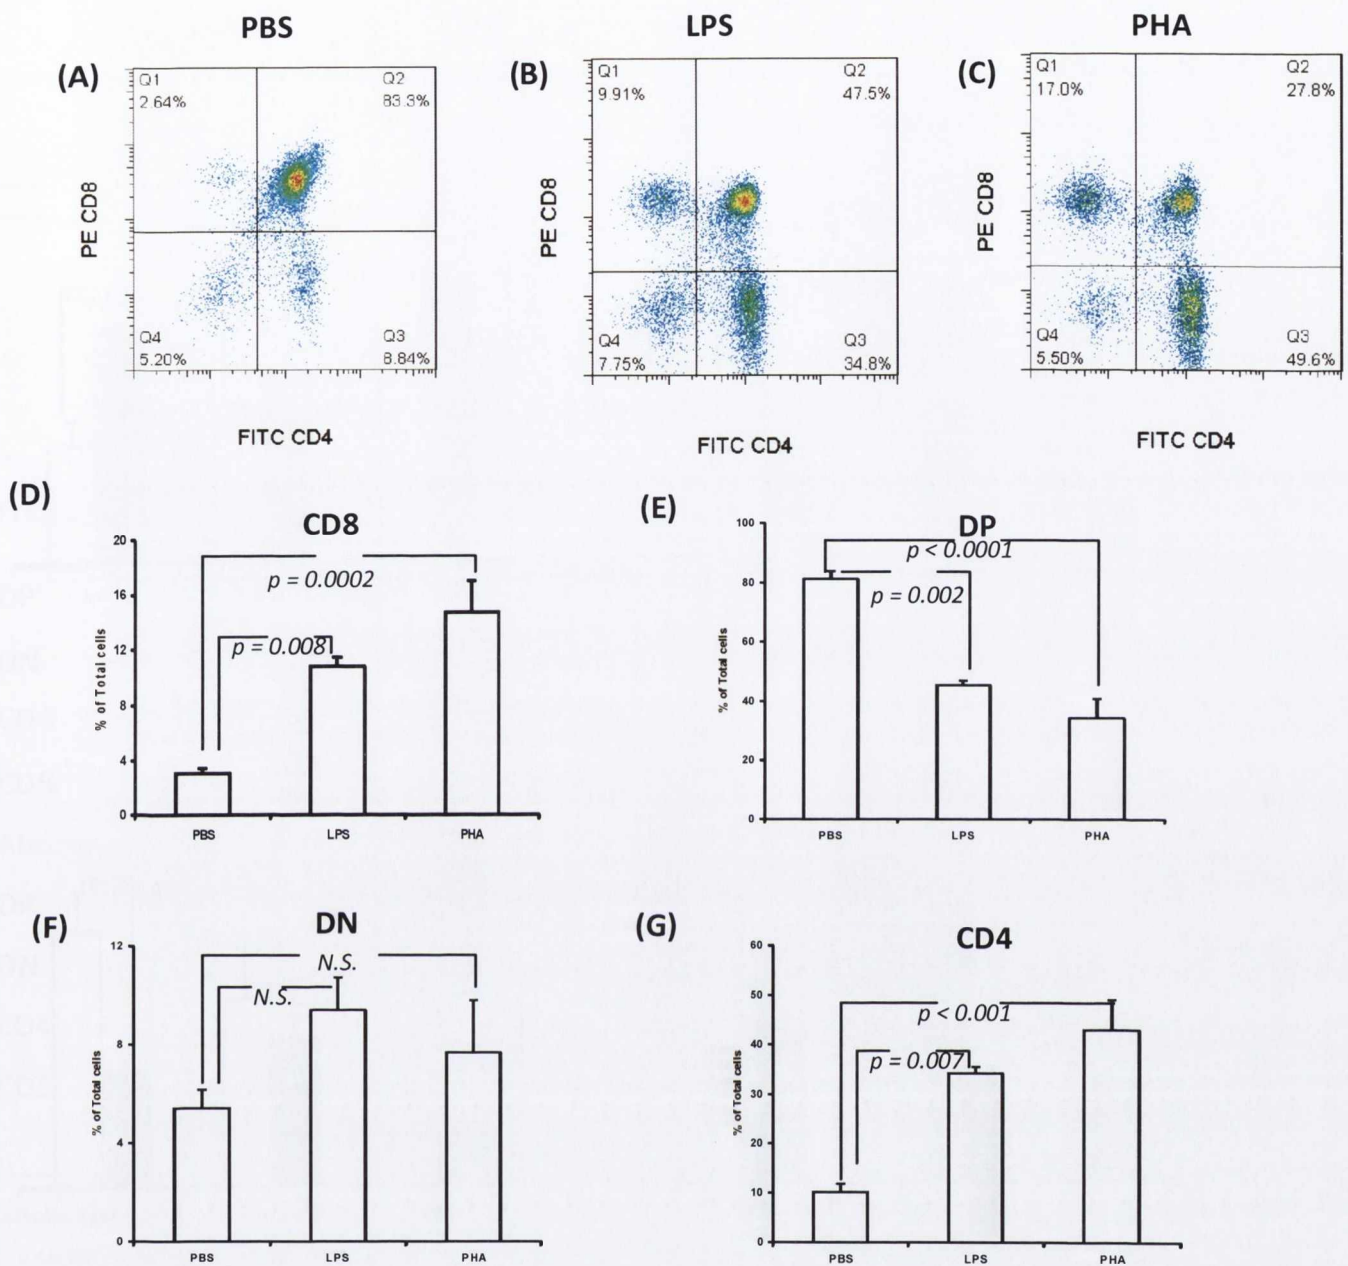 PBS
LPS
PHA
(A)
Q1
2.64%
Q2
83.3%
Q4
5.20%
Q3
8.84%
PE CD8
FITC CD4
(B)
Q1
9.91%
Q2
47.5%
Q4
7.75%
Q3
34.8%
PE CD8
FITC CD4
(C)
Q1
17.0%
Q2
27.8%
Q4
5.50%
Q3
49.6%
PE CD8
FITC CD4
(D)
CD8
20
16
12
8
4
0
% of Total cells
p = 0.0002
p = 0.008
PBS
LPS
PHA
(E)
DP
100
80
60
40
20
0
% of Total cells
p < 0.0001
p = 0.002
PBS
LPS
PHA
(F)
DN
12
8
4
0
% of Total cells
N.S.
N.S.
PBS
LPS
PHA
(G)
CD4
60
50
40
30
20
10
0
% of Total cells
p < 0.001
p = 0.007
PBS
LPS
PHA